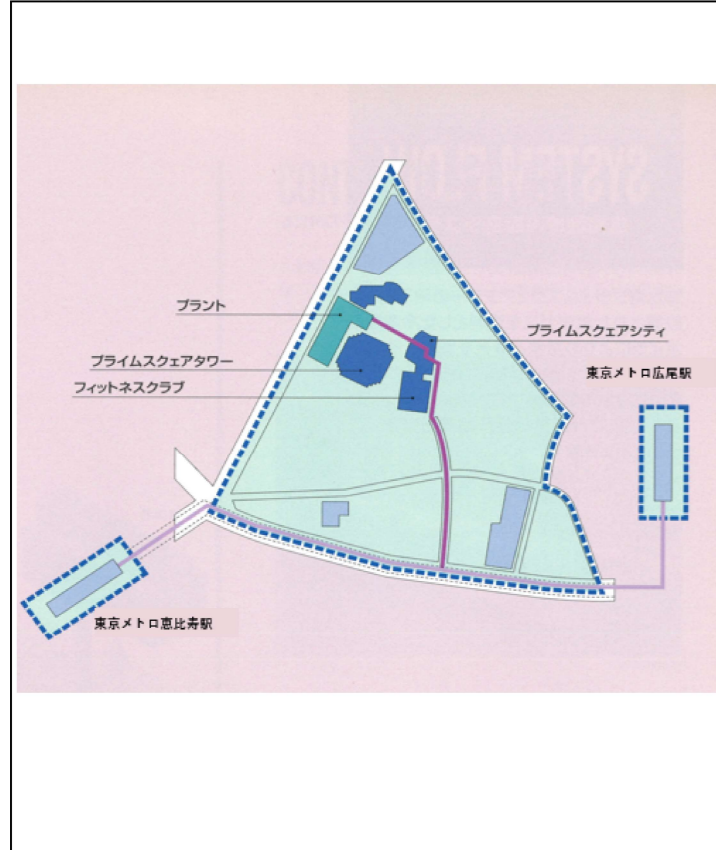 プラント
プライムスクェアシティ
プライムスクェアタワー
東京メトロ広尾駅
フィットネスクラブ
東京メトロ恵比寿駅